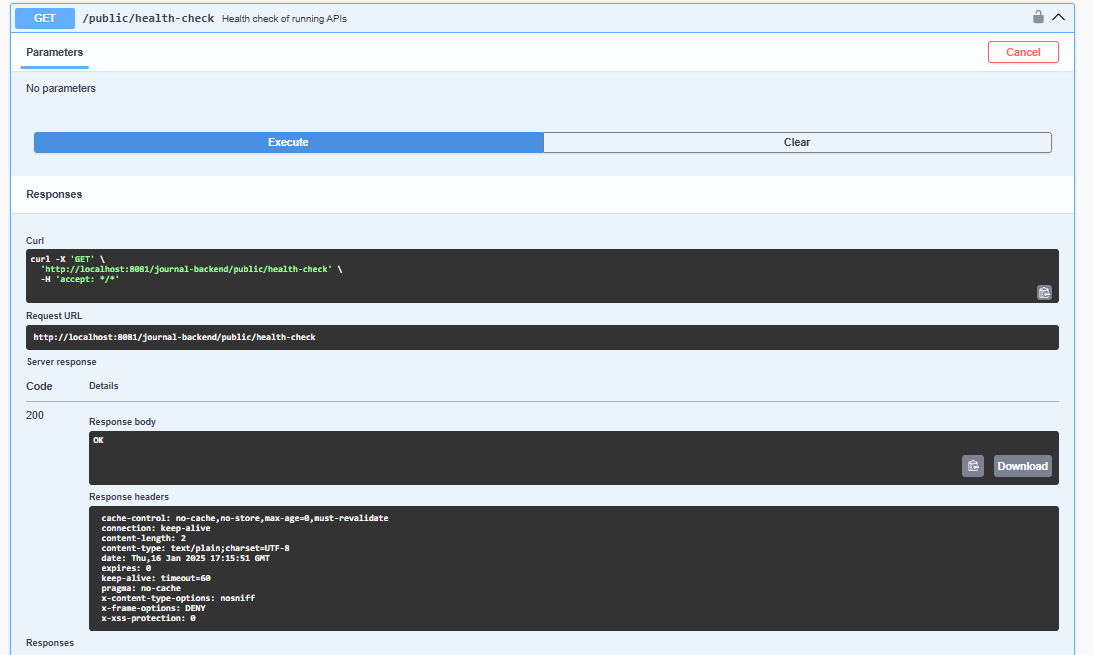 GET /public/health-check Health check of running APIs
Parameters
Cancel
No parameters
Execute
Clear
Responses
Curl
curl -X 'GET' \
'http://localhost:8081/journal-backend/public/health-check' \
-H 'accept: */*'
Request URL
http://localhost:8081/journal-backend/public/health-check
Server response
Code Details
200
Response body
OK
Download
Response headers
cache-control: no-cache,no-store,max-age=0,must-revalidate
connection: keep-alive
content-length: 2
content-type: text/plain;charset=UTF-8
date: Thu,16 Jan 2025 17:15:51 GMT
expires: 0
keep-alive: timeout=60
pragma: no-cache
x-content-type-options: nosniff
x-frame-options: DENY
x-xss-protection: 0
Responses